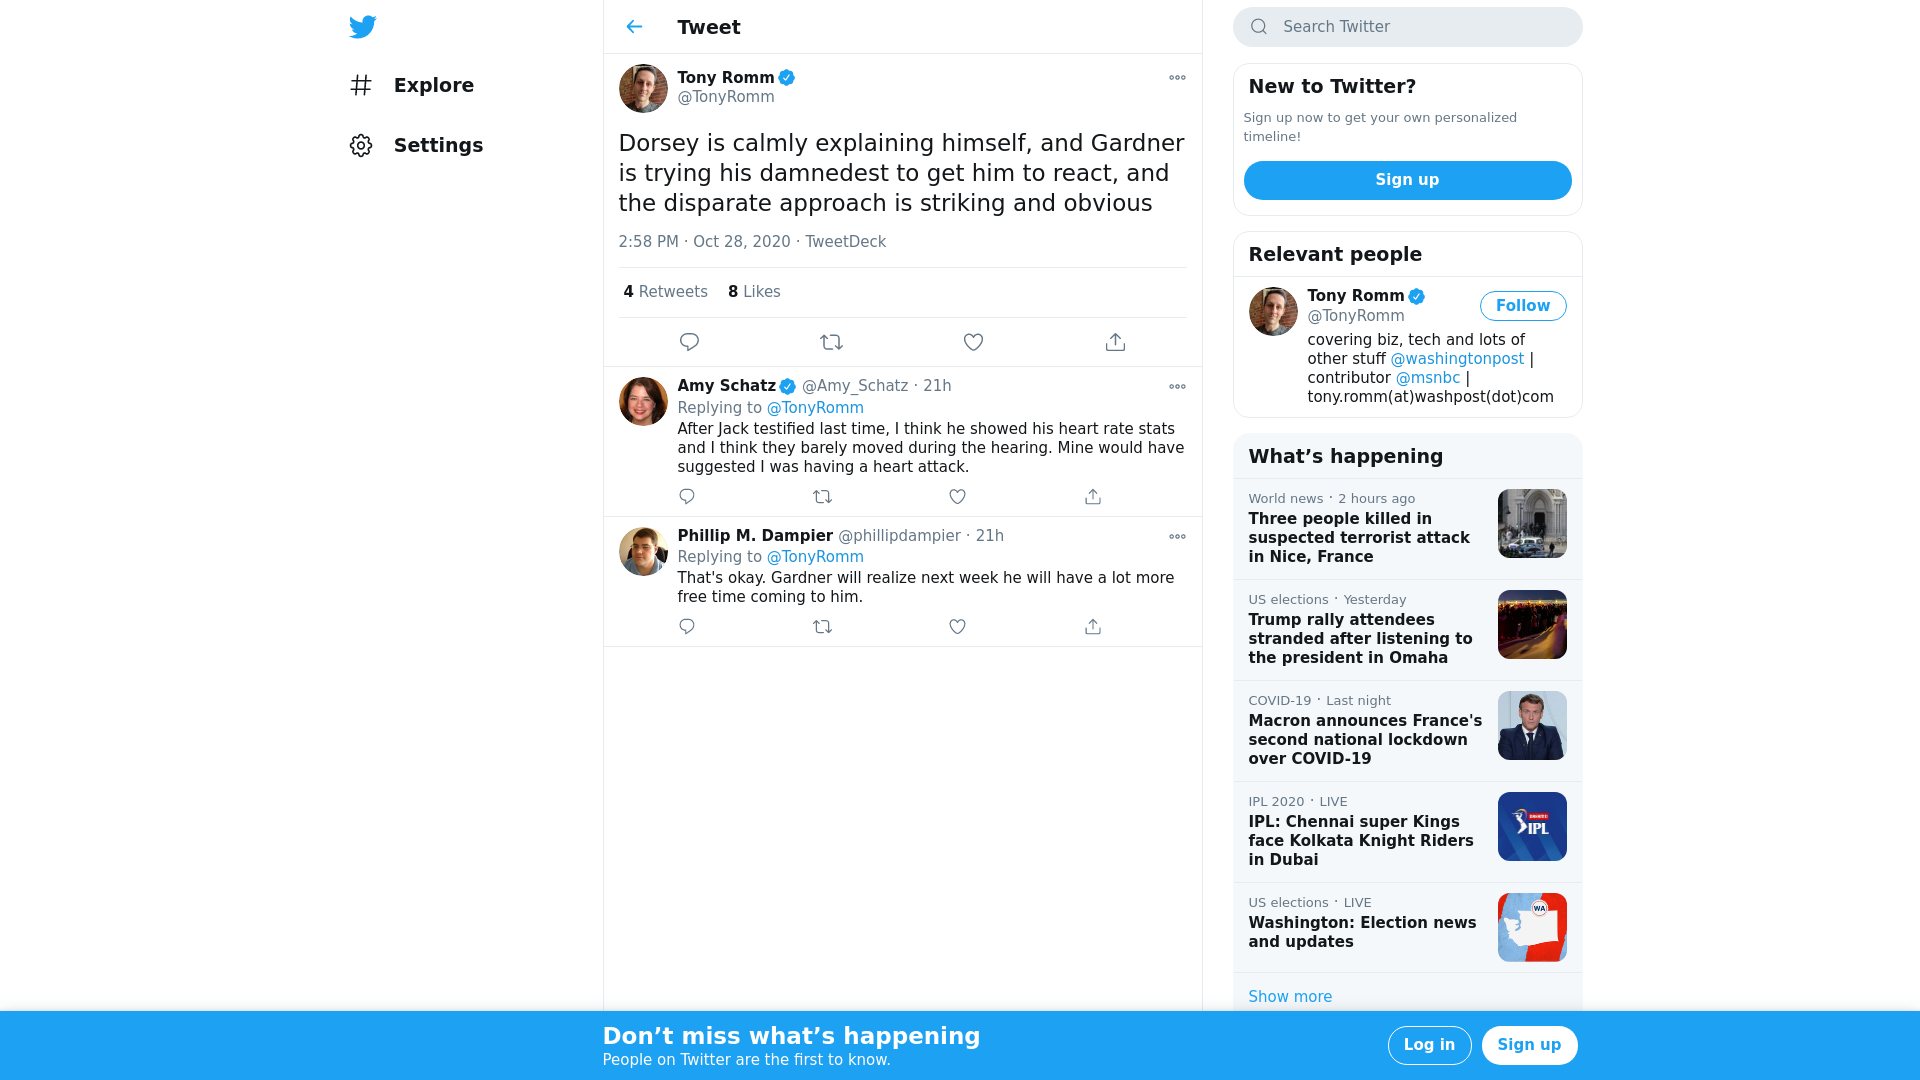 Explore
Settings
Tweet
Tony Romm
@TonyRomm
Dorsey is calmly explaining himself, and Gardner
is trying his damnedest to get him to react, and
the disparate approach is striking and obvious
2:58 PM · Oct 28, 2020 · TweetDeck
4 Retweets 8 Likes
Amy Schatz @Amy_Schatz · 21h
Replying to @TonyRomm
After Jack testified last time, I think he showed his heart rate stats
and I think they barely moved during the hearing. Mine would have
suggested I was having a heart attack.
Phillip M. Dampier @phillipdampier · 21h
Replying to @TonyRomm
That's okay. Gardner will realize next week he will have a lot more
free time coming to him.
Search Twitter
New to Twitter?
Sign up now to get your own personalized
timeline!
Sign up
Relevant people
Tony Romm
@TonyRomm
Follow
covering biz, tech and lots of
other stuff @washingtonpost |
contributor @msnbc |
tony.romm(at)washpost(dot)com
What’s happening
World news · 2 hours ago
Three people killed in
suspected terrorist attack
in Nice, France
US elections · Yesterday
Trump rally attendees
stranded after listening to
the president in Omaha
COVID-19 · Last night
Macron announces France's
second national lockdown
over COVID-19
IPL 2020 · LIVE
IPL: Chennai super Kings
face Kolkata Knight Riders
in Dubai
IPL
US elections · LIVE
Washington: Election news
and updates
WA
Show more
Don’t miss what’s happening
People on Twitter are the first to know.
Log in
Sign up